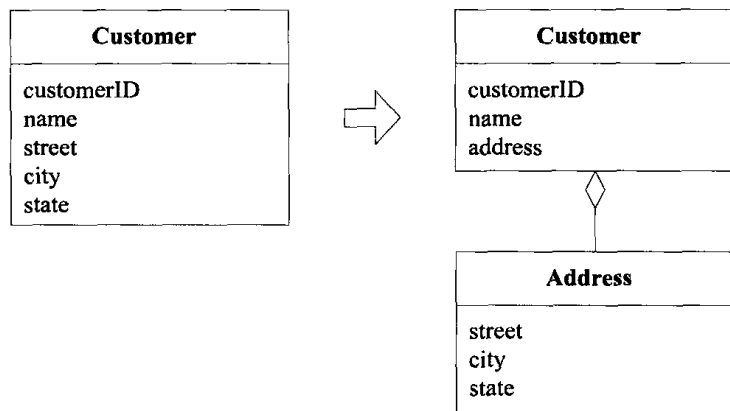 Customer
customerID
name
street
city
state
Customer
customerID
name
address
Address
street
city
state